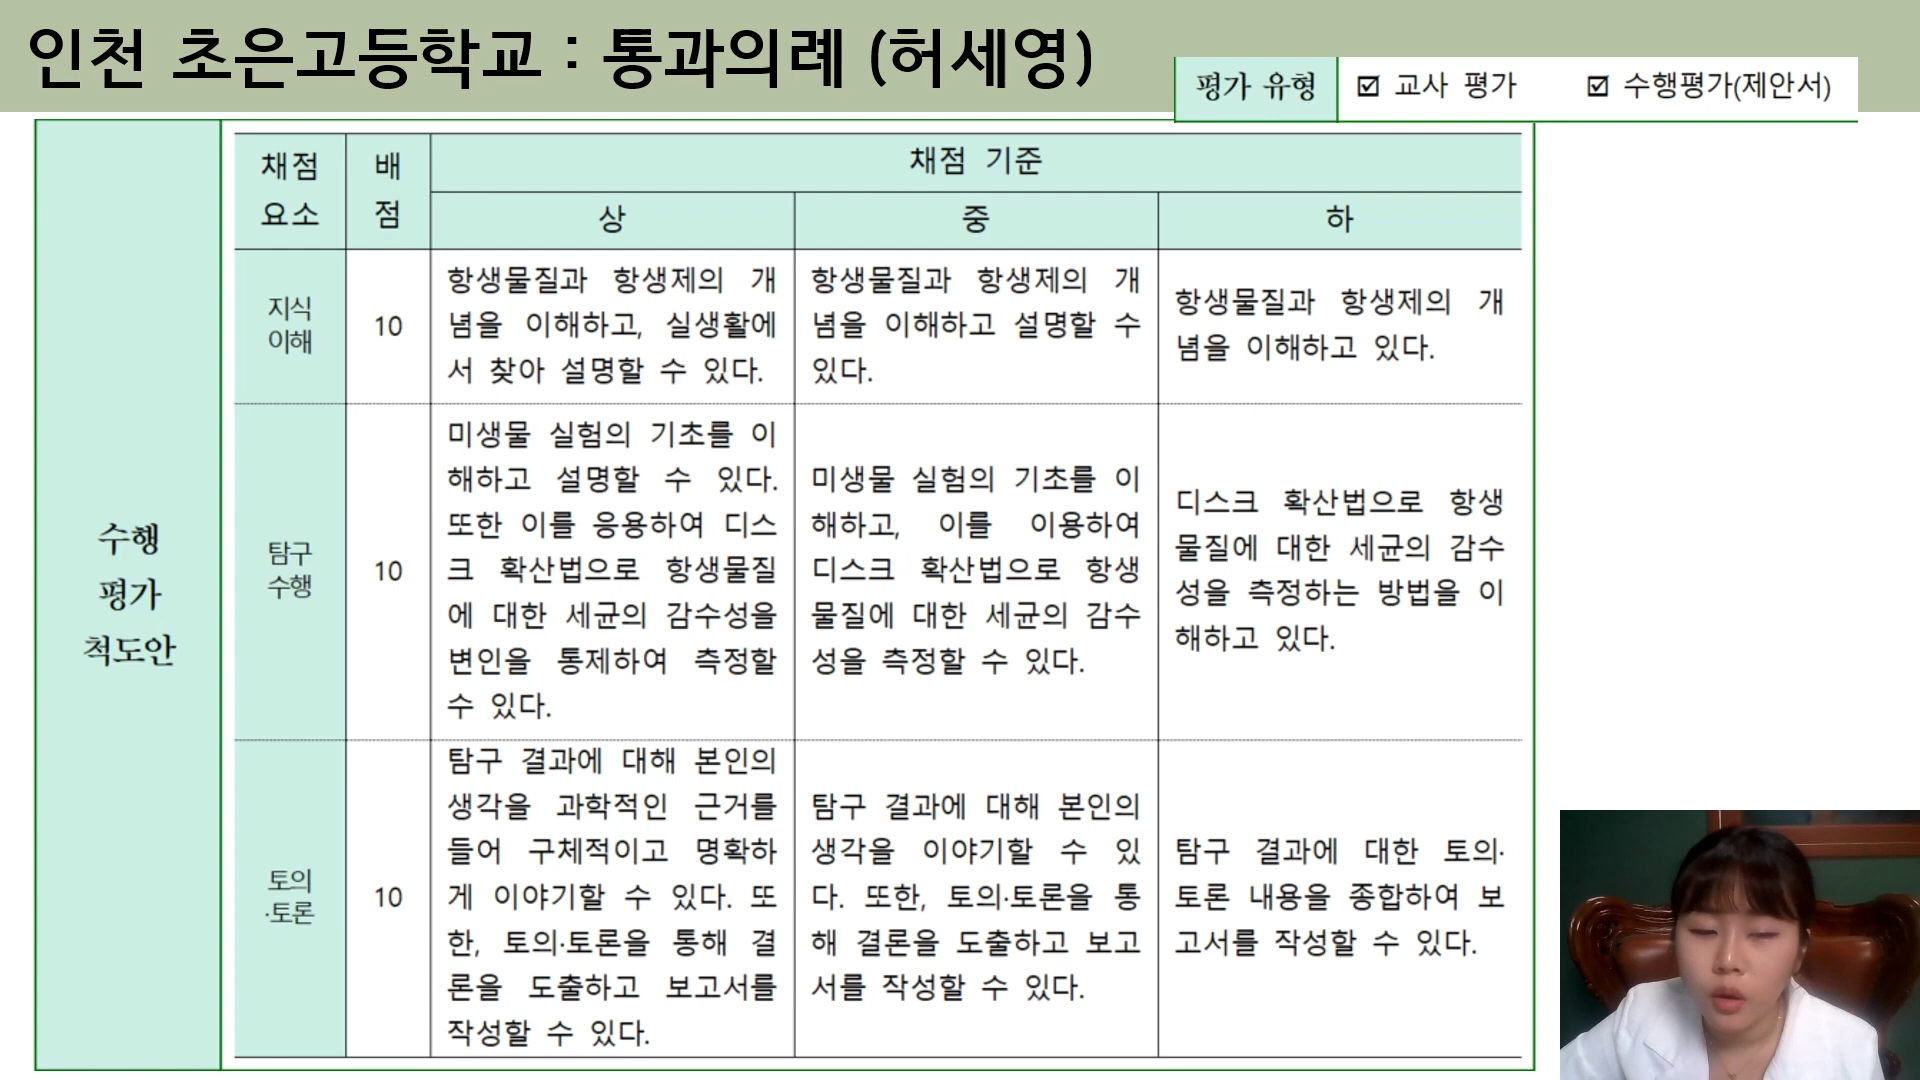 인천 초은고등학교 : 통과의례 (허세영)
평가 유형
☑ 교사 평가
☑ 수행평가(제안서)
수행
평가
척도안
채점
요소
배
점
채점 기준
상
중
하
지식
이해
10
항생물질과 항생제의 개
념을 이해하고, 실생활에
서 찾아 설명할 수 있다.
항생물질과 항생제의 개
념을 이해하고 설명할 수
있다.
항생물질과 항생제의 개
념을 이해하고 있다.
탐구
수행
10
미생물 실험의 기초를 이
해하고 설명할 수 있다.
또한 이를 응용하여 디스
크 확산법으로 항생물질
에 대한 세균의 감수성을
변인을 통제하여 측정할
수 있다.
미생물 실험의 기초를 이
해하고, 이를 이용하여
디스크 확산법으로 항생
물질에 대한 세균의 감수
성을 측정할 수 있다.
디스크 확산법으로 항생
물질에 대한 세균의 감수
성을 측정하는 방법을 이
해하고 있다.
토의
·토론
10
탐구 결과에 대해 본인의
생각을 과학적인 근거를
들어 구체적이고 명확하
게 이야기할 수 있다. 또
한, 토의·토론을 통해 결
론을 도출하고 보고서를
작성할 수 있다.
탐구 결과에 대해 본인의
생각을 이야기할 수 있
다. 또한, 토의·토론을 통
해 결론을 도출하고 보고
서를 작성할 수 있다.
탐구 결과에 대한 토의·
토론 내용을 종합하여 보
고서를 작성할 수 있다.